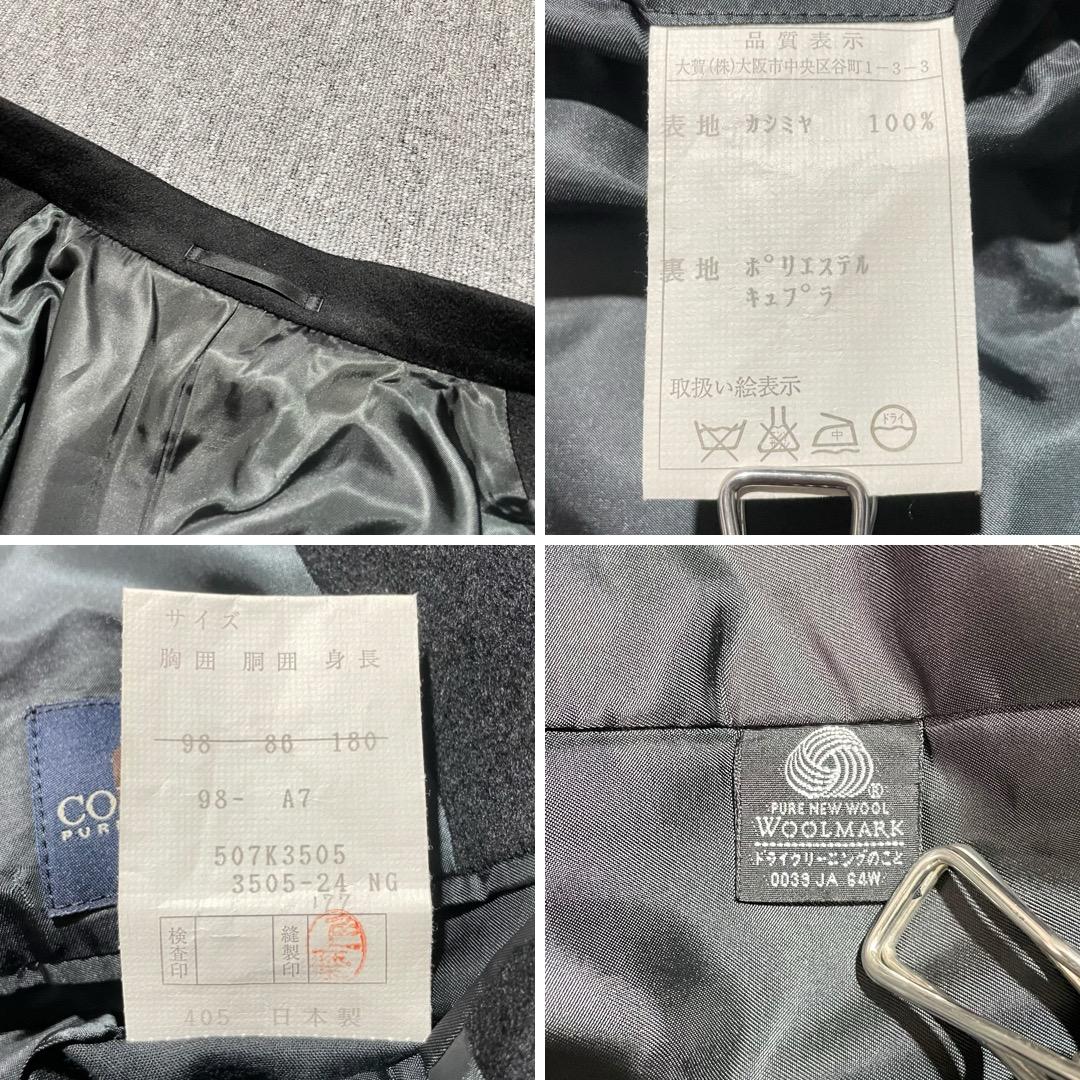 品質表示
大賀(株)大阪市中央区谷町1-3-3
表地 カシミヤ 100%
裏地 ポリエステル
キュプラ
取扱い絵表示
中
ドライ
サイズ
胸囲 胴囲 身長
98 86 180
98- A7
507K3505
3505-24 NG
177
検査印
縫製印
405 日本製
CO
PUR
PURE NEW WOOL
WOOLMARK
ドライクリーニングのこと
0039 JA 64W